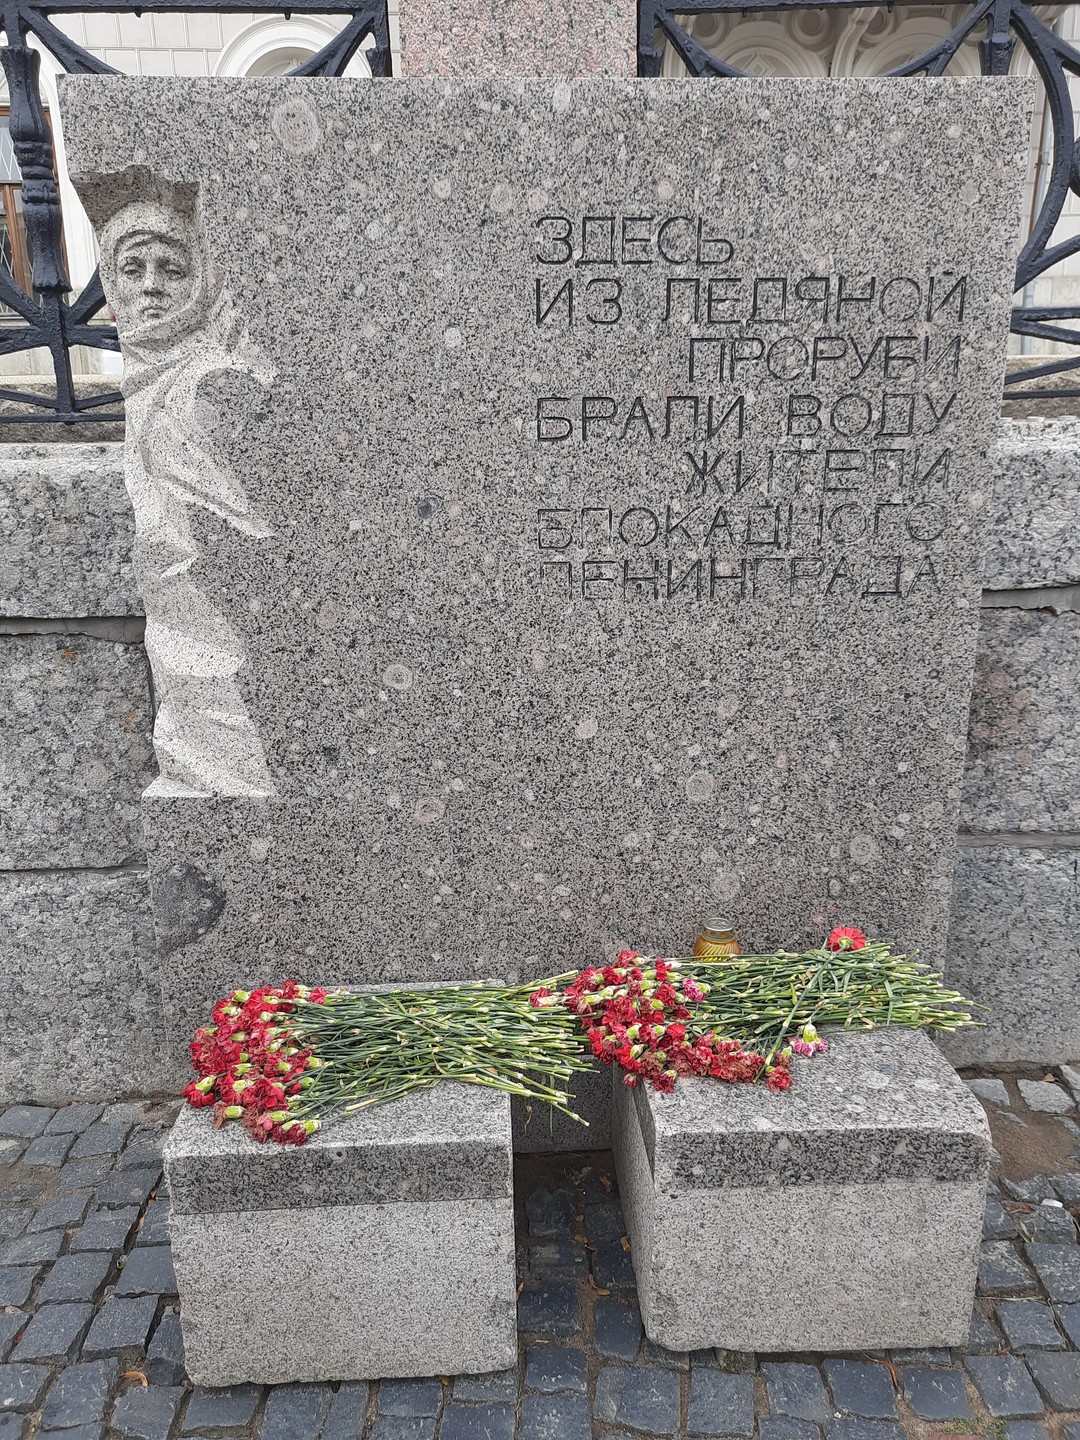 ЗДЕСЬ
ИЗ ЛЕДЯНОЙ
ПРОРУБИ
БРАЛИ ВОДУ
ЖИТЕЛИ
БЛОКАДНОГО
ЛЕНИНГРАДА